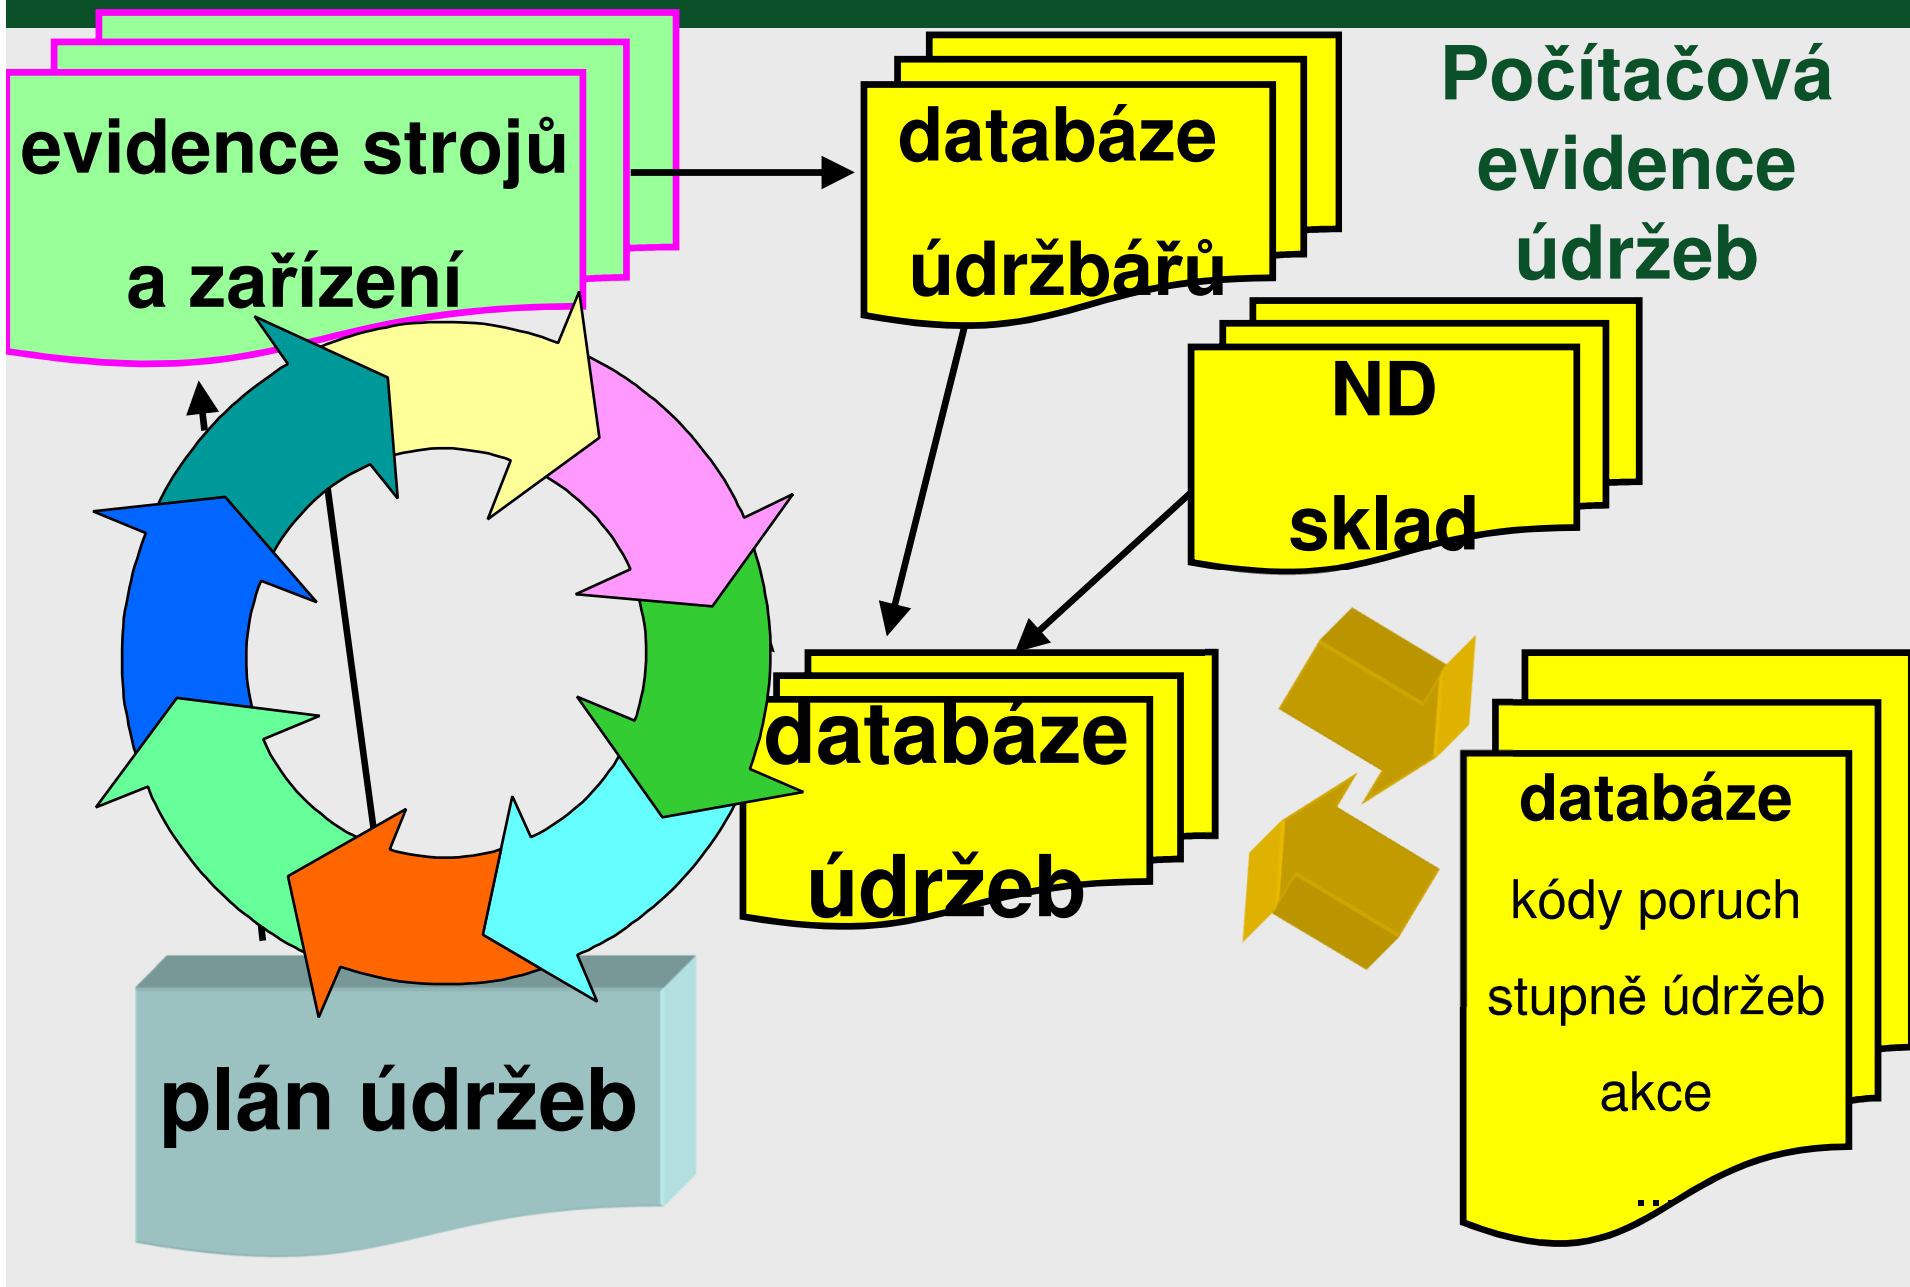 evidence strojů
a zařízení
databáze
údržbářů
Počítačová
evidence
údržeb
ND
sklad
databáze
údržeb
databáze
kódy poruch
stupně údržeb
akce
...
plán údržeb